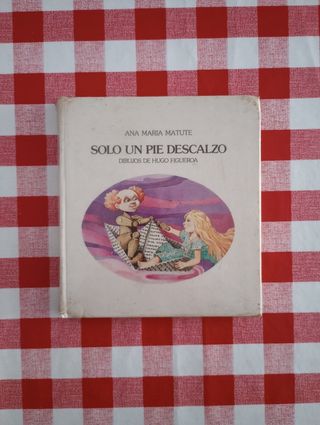 ANA MARIA MATUTE
SOLO UN PIE DESCALZO
DIBUJOS DE HUGO FIGUEROA